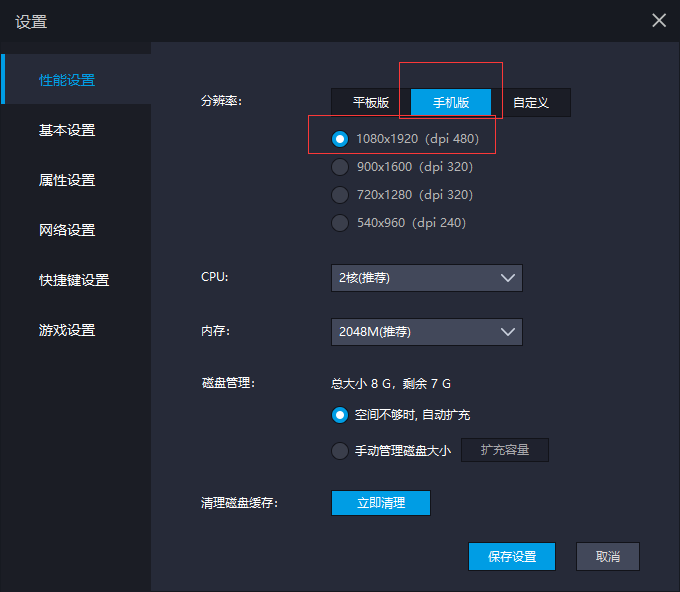 设置
性能设置
基本设置
属性设置
网络设置
快捷键设置
游戏设置
分辨率:
平板版 手机版 自定义
1080x1920（dpi 480）
900x1600（dpi 320）
720x1280（dpi 320）
540x960（dpi 240）
CPU:
2核(推荐)
内存:
2048M(推荐)
磁盘管理:
总大小 8 G，剩余 7 G
空间不够时, 自动扩充
手动管理磁盘大小 扩充容量
清理磁盘缓存:
立即清理
保存设置 取消